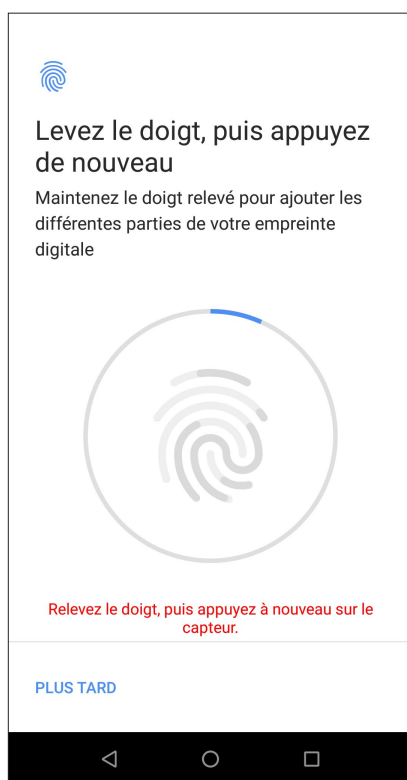 Levez le doigt, puis appuyez
de nouveau
Maintenez le doigt relevé pour ajouter les
différentes parties de votre empreinte
digitale
Relevez le doigt, puis appuyez à nouveau sur le
capteur.
PLUS TARD